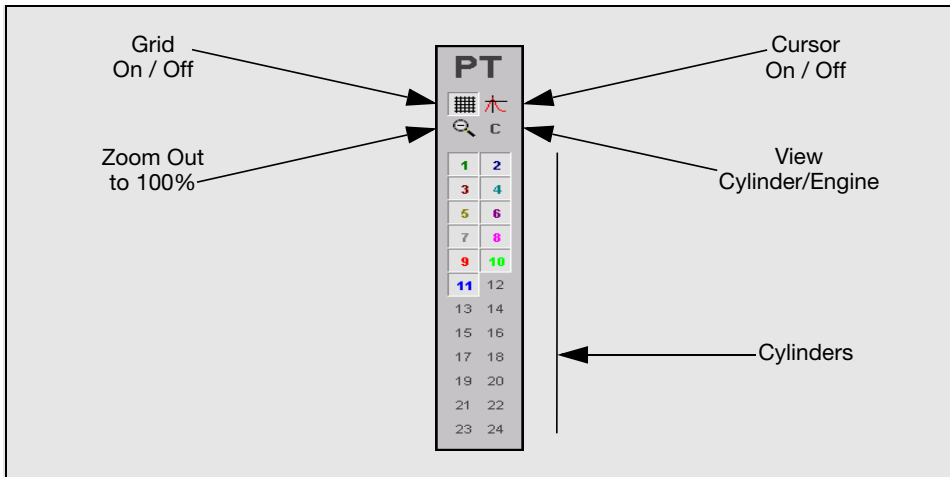 Grid
On / Off
Zoom Out
to 100%
PT
C
1 2
3 4
5 6
7 8
9 10
11 12
13 14
15 16
17 18
19 20
21 22
23 24
Cursor
On / Off
View
Cylinder/Engine
Cylinders